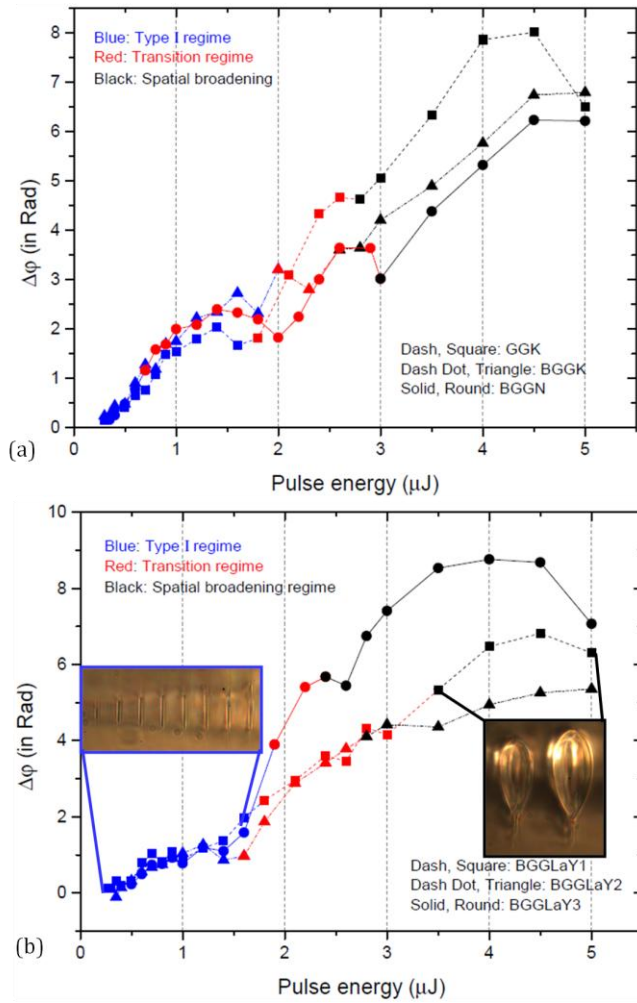 8
7
6
5
4
3
2
1
0
Δφ (in Rad)
Blue: Type I regime
Red: Transition regime
Black: Spatial broadening
Dash, Square: GGK
Dash Dot, Triangle: BGGK
Solid, Round: BGGN
0 1 2 3 4 5
Pulse energy (μJ)
(a)
10
8
6
4
2
0
Δφ (in Rad)
Blue: Type I regime
Red: Transition regime
Black: Spatial broadening regime
Dash, Square: BGGLaY1
Dash Dot, Triangle: BGGLaY2
Solid, Round: BGGLaY3
0 1 2 3 4 5
Pulse energy (μJ)
(b)